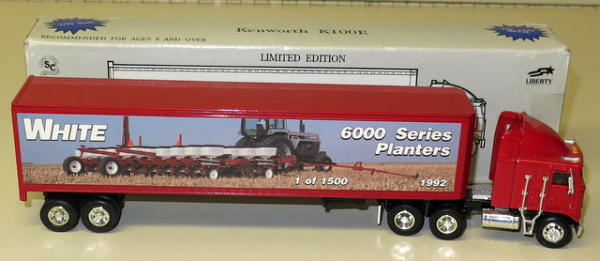 Kenworth K100E
RECOMMENDED FOR AGES 8 AND OVER
LIMITED EDITION
SC
LIBERTY
WHITE
6000 Series
Planters
1 of 1500
1992